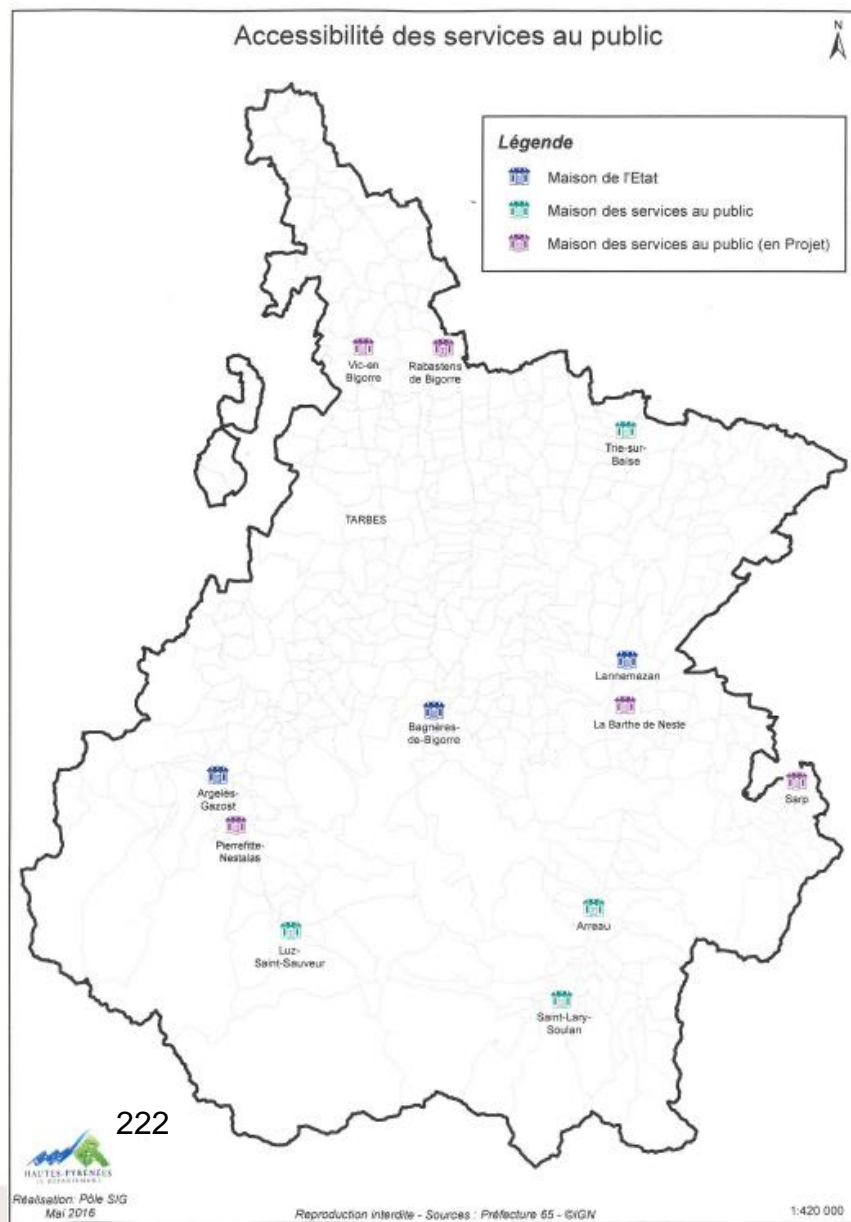 Accessibilité des services au public
N
Légende
Maison de l'Etat
Maison des services au public
Maison des services au public (en Projet)
Vic-en
Bigorre
Rabastens
de Bigorre
Trie-sur-
Baïse
TARBES
Lannemezan
La Barthe de Neste
Bagnères-
de-Bigorre
Sarp
Argelès-
Gazost
Pierrefitte-
Nestalas
Arreau
Luz-
Saint-Sauveur
Saint-Lary-
Soulan
222
HAUTES-PYRÉNÉES
LE DÉPARTEMENT
Réalisation: Pôle SIG
Mai 2016
Reproduction interdite - Sources : Préfecture 65 - ©IGN
1:420 000